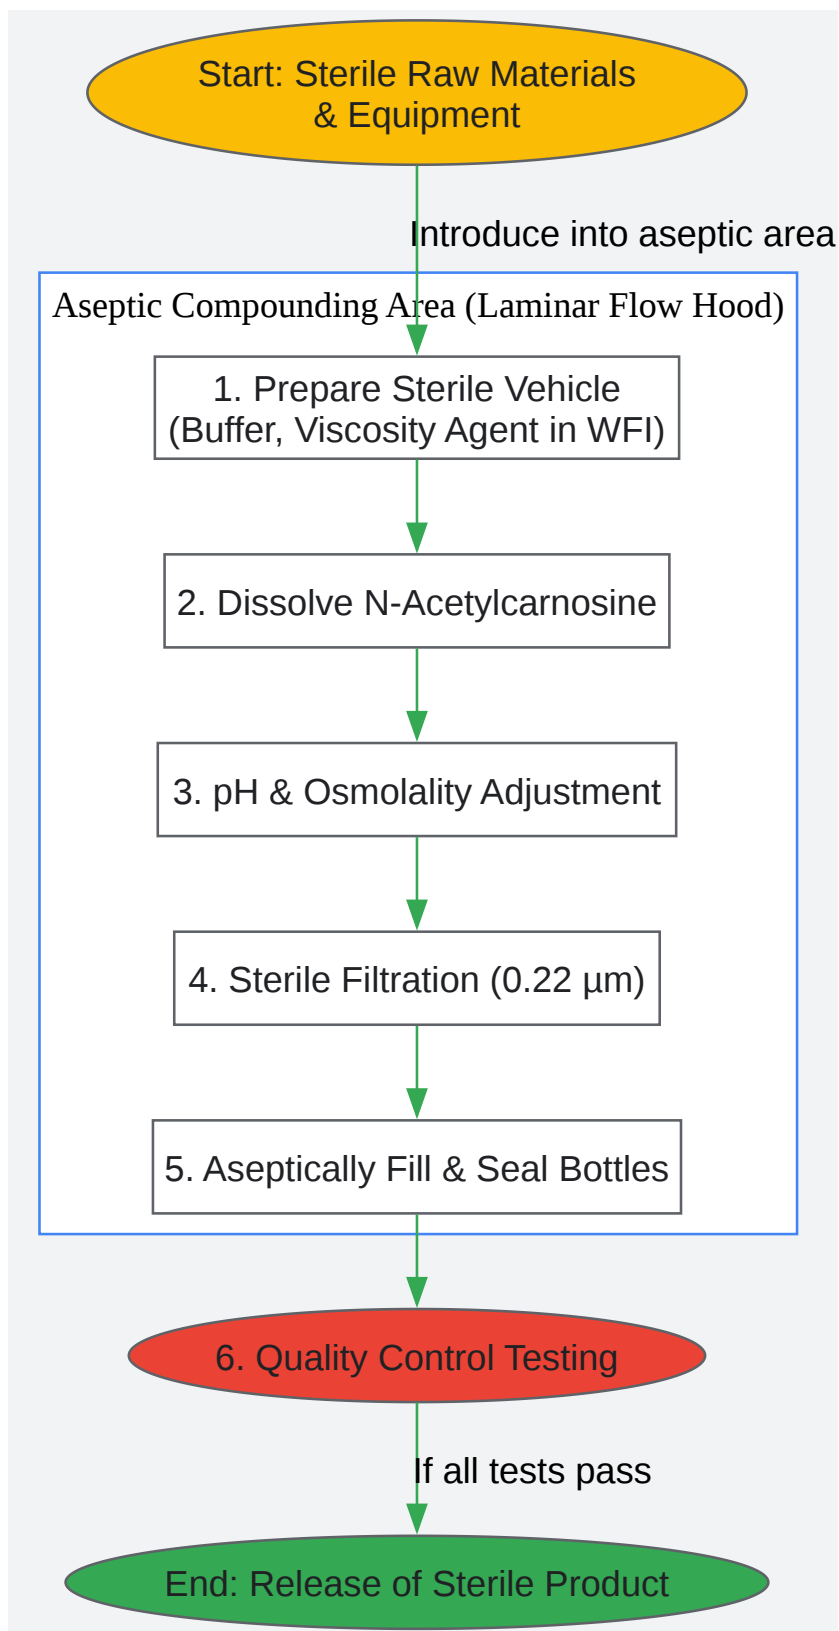 Start: Sterile Raw Materials
& Equipment
Introduce into aseptic area
Aseptic Compounding Area (Laminar Flow Hood)
1. Prepare Sterile Vehicle
(Buffer, Viscosity Agent in WFI)
2. Dissolve N-Acetylcarnosine
3. pH & Osmolality Adjustment
4. Sterile Filtration (0.22 µm)
5. Aseptically Fill & Seal Bottles
6. Quality Control Testing
If all tests pass
End: Release of Sterile Product